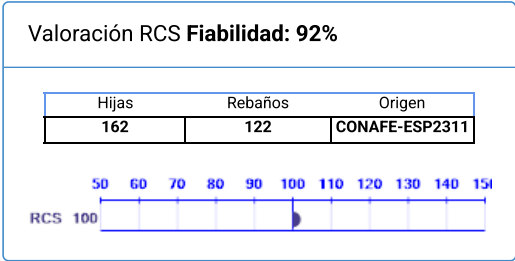 Valoración RCS Fiabilidad: 92%
Hijas Rebaños Origen
162 122 CONAFE-ESP2311
50 60 70 80 90 100 110 120 130 140
RCS 100